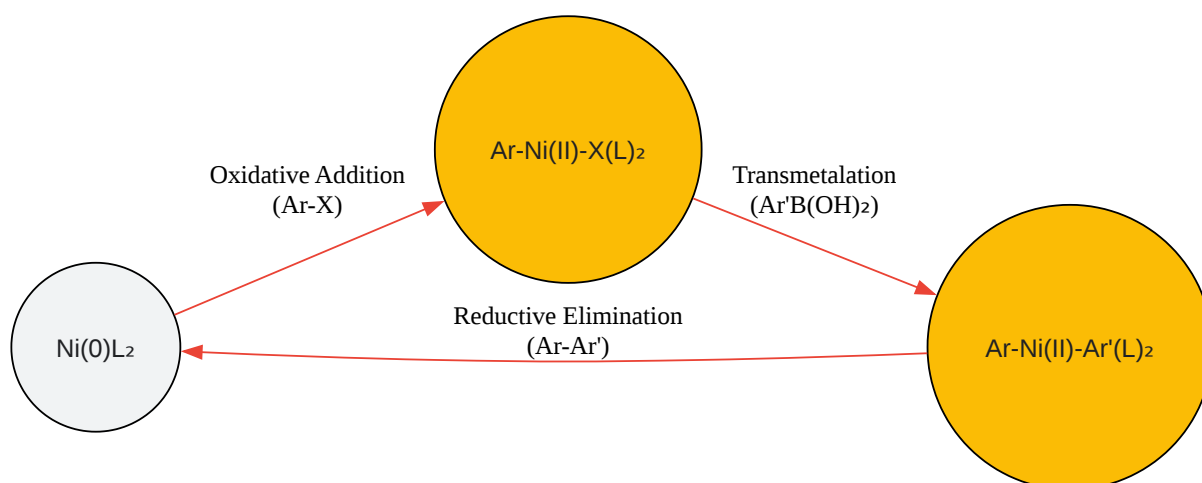 Ar-Ni(II)-X(L)₂
Oxidative Addition
(Ar-X)
Transmetalation
(Ar'B(OH)₂)
Reductive Elimination
(Ar-Ar')
Ni(0)L₂
Ar-Ni(II)-Ar'(L)₂